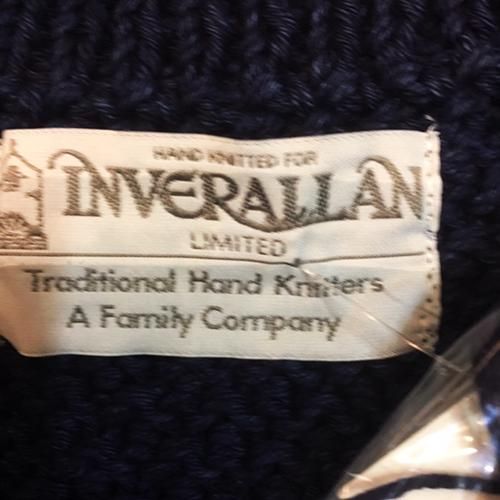 HAND KNITTED FOR
INVERALLAN
LIMITED
Traditional Hand Knitters
A Family Company